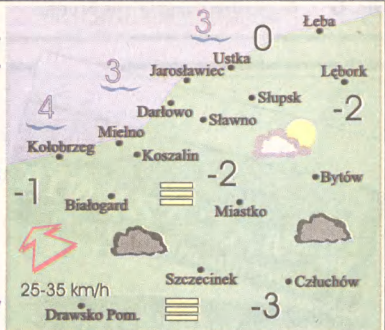 Łeba
3
0
Ustka
3
Jarosławiec
Lębork
Słupsk
-2
4
Darłowo
Sławno
Mielno
Kołobrzeg
Koszalin
-2
Bytów
-1
Białogard
Miastko
Szczecinek
Człuchów
25-35 km/h
-3
Drawsko Pom.